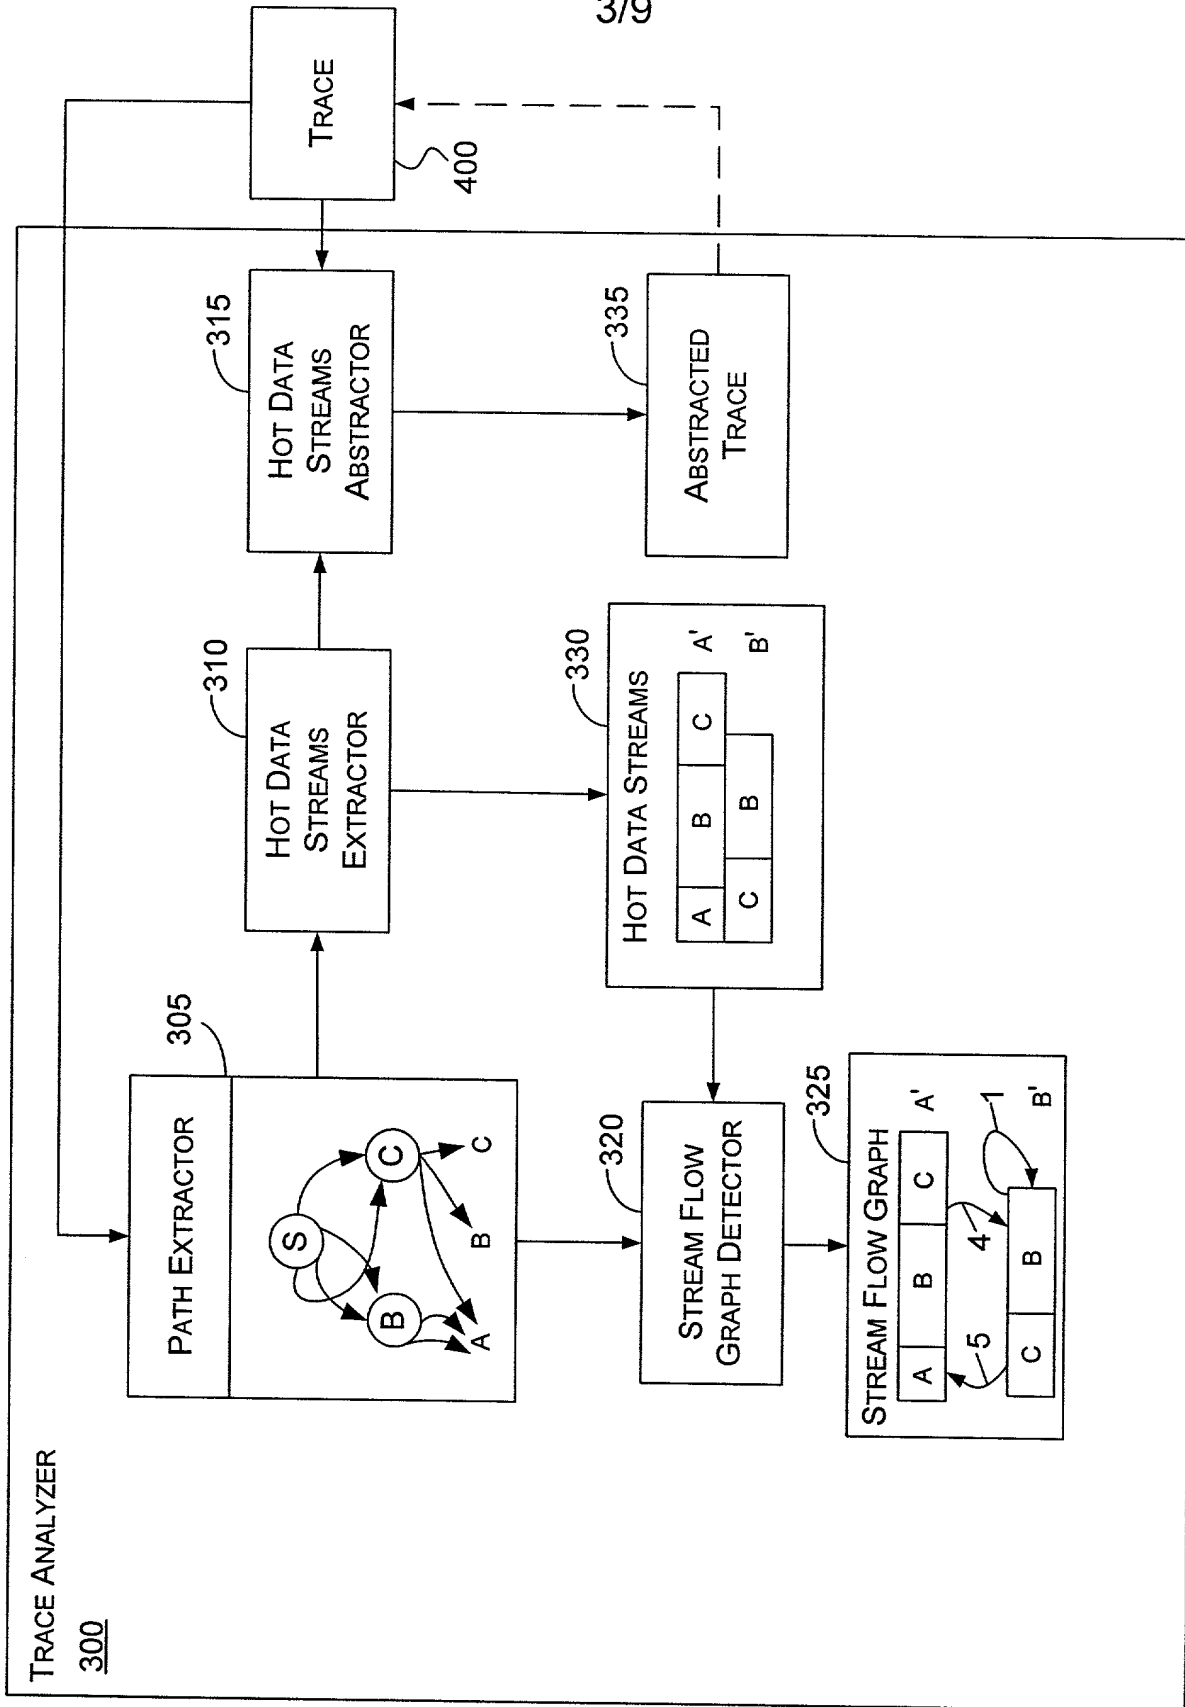 3/9
TRACE ANALYZER
300
PATH EXTRACTOR
305
S
B
C
A
B
C
HOT DATA
STREAMS
EXTRACTOR
310
HOT DATA
STREAMS
ABSTRACTOR
315
TRACE
400
STREAM FLOW
GRAPH DETECTOR
320
HOT DATA STREAMS
330
A
B
C
A'
C
B
B'
ABSTRACTED
TRACE
335
STREAM FLOW GRAPH
325
A
B
C
A'
5
4
1
C
B
B'